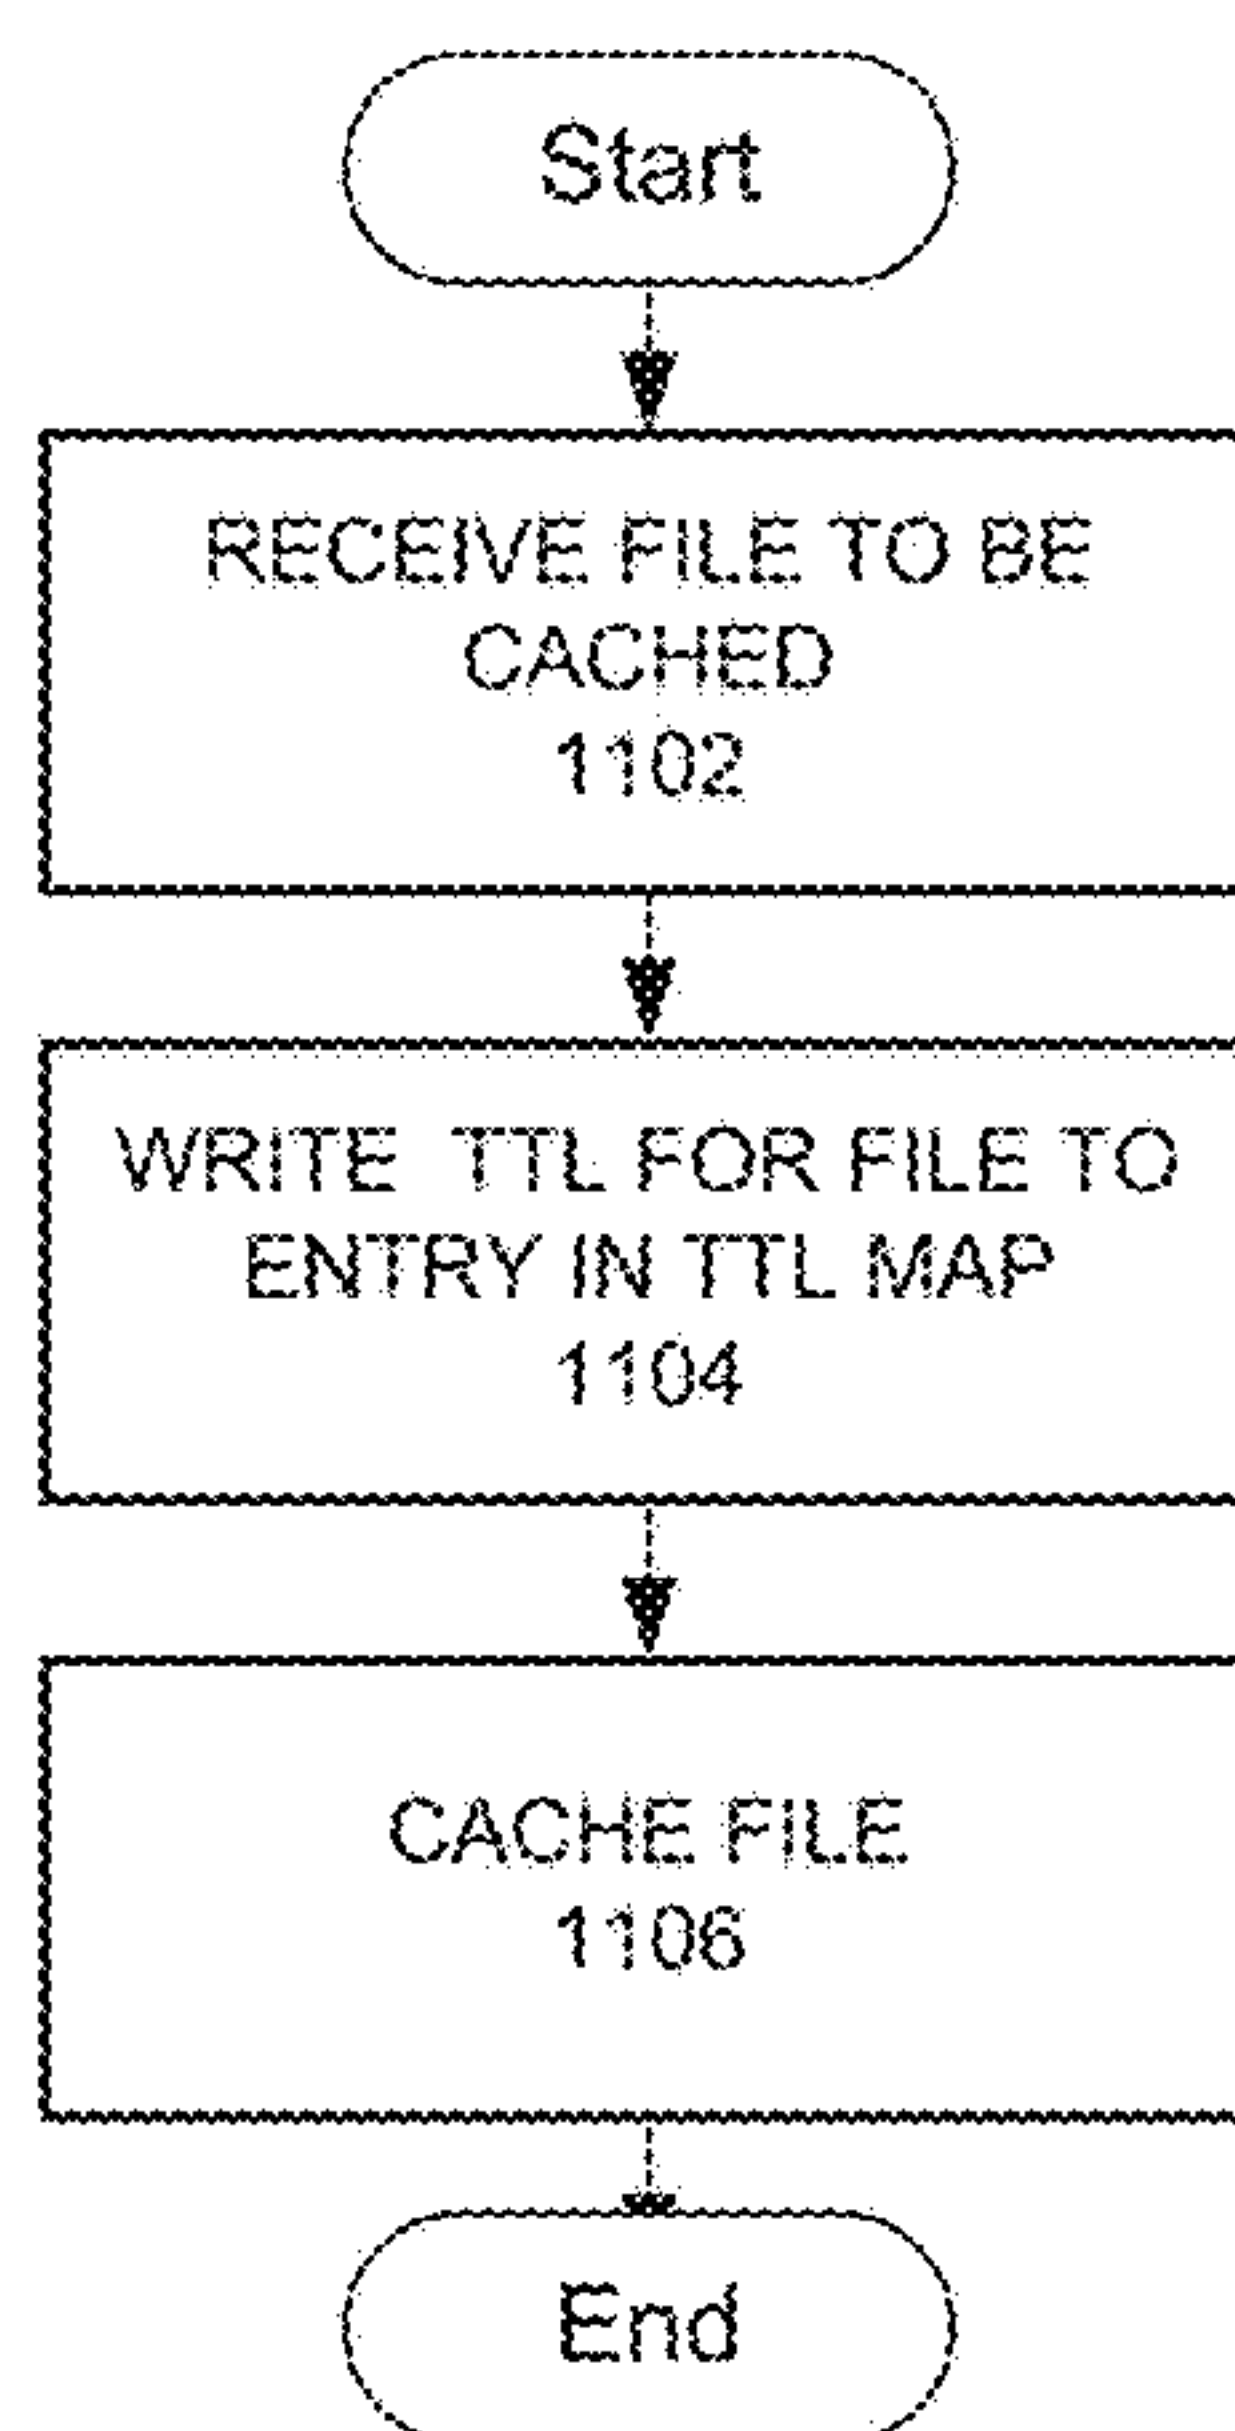 Start
RECEIVE FILE TO BE
CACHED
1102
WRITE TTL FOR FILE TO
ENTRY IN TTL MAP
1104
CACHE FILE
1106
End